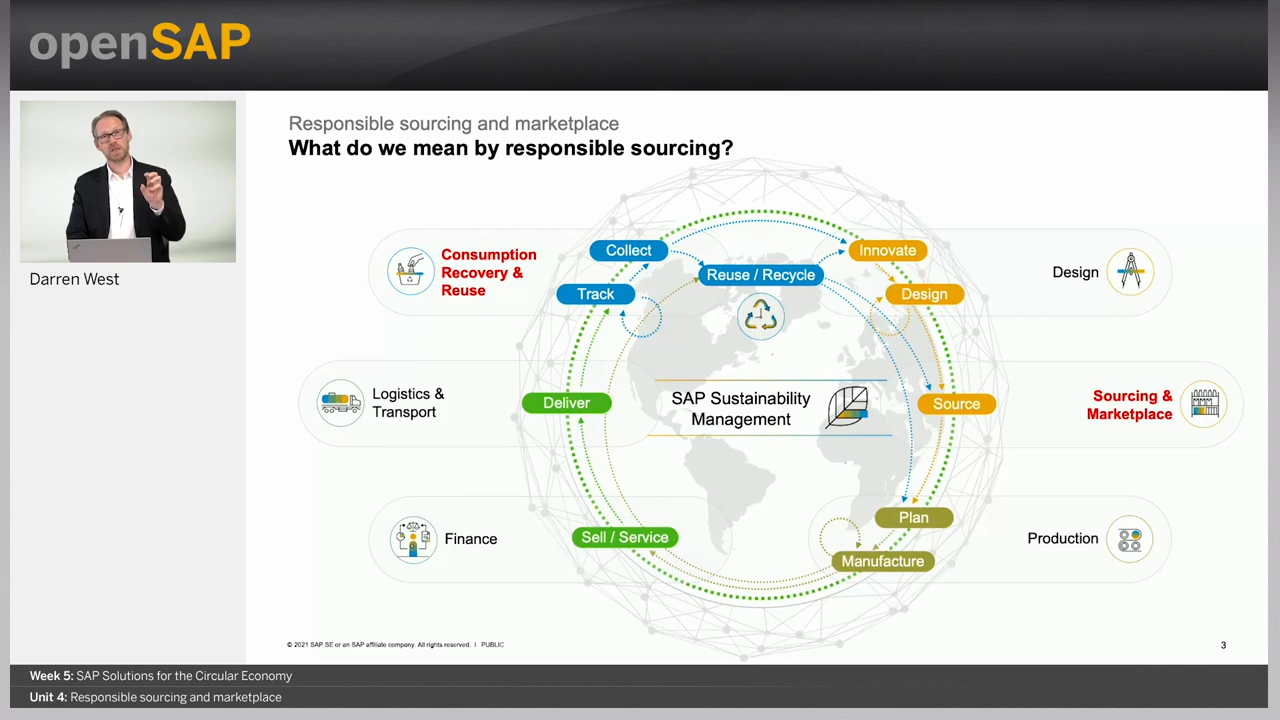 openSAP
Darren West
Responsible sourcing and marketplace
What do we mean by responsible sourcing?
Consumption
Recovery &
Reuse
Collect
Innovate
Reuse / Recycle
Design
Track
Design
Logistics &
Transport
Deliver
SAP Sustainability
Management
Source
Sourcing &
Marketplace
Finance
Sell / Service
Plan
Manufacture
Production
© 2021 SAP SE or an SAP affiliate company. All rights reserved. I PUBLIC
3
Week 5: SAP Solutions for the Circular Economy
Unit 4: Responsible sourcing and marketplace